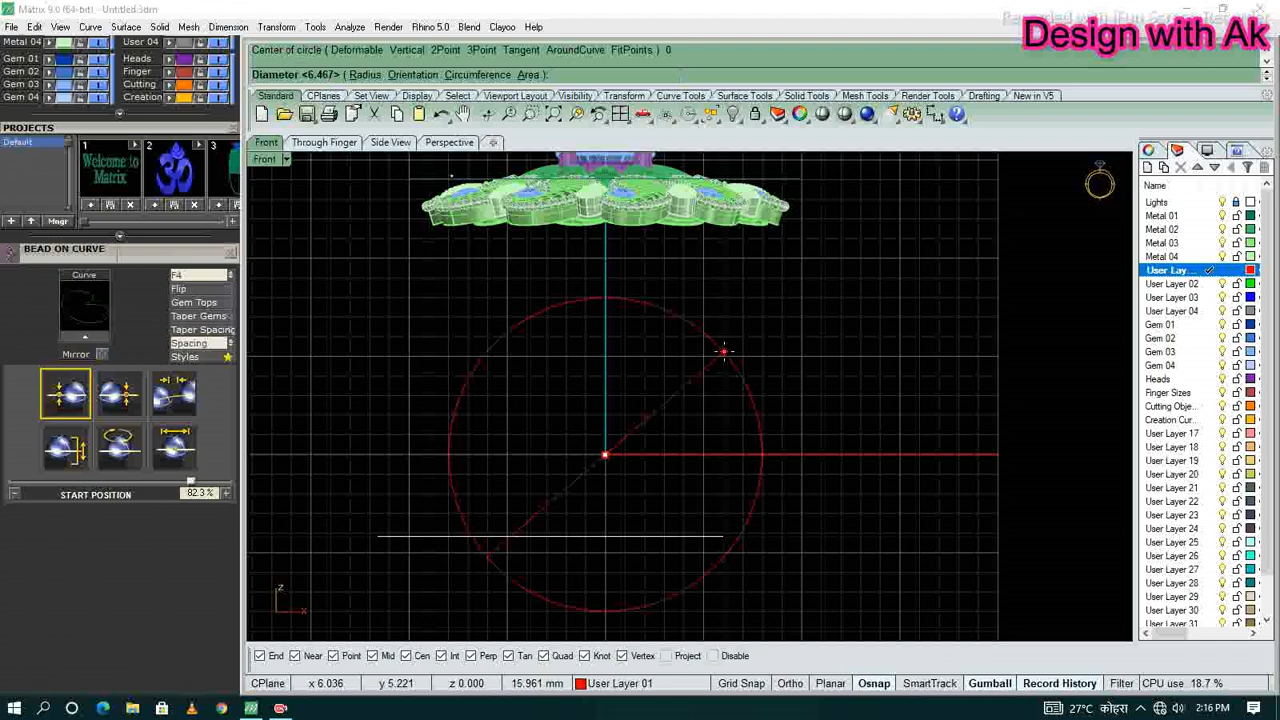 Matrix 9.0 (64-bit) - Untitled.3dm
Design with Ak
File Edit View Curve Surface Solid Mesh Dimension Transform Tools Analyze Render Rhino 5.0 Blend Clayoo Help
Metal 04 User 04
Gem 01 Heads
Gem 02 Finger
Gem 03 Cutting
Gem 04 Creation
Center of circle ( Deformable Vertical 2Point 3Point Tangent AroundCurve FitPoints ) 0
Diameter <6.467> ( Radius Orientation Circumference Area ):
Standard CPlanes Set View Display Select Viewport Layout Visibility Transform Curve Tools Surface Tools Solid Tools Mesh Tools Render Tools Drafting New in V5
PROJECTS
Default
1 2 3
Welcome to Matrix
ॐ
Mngr
Front Through Finger Side View Perspective
Front
BEAD ON CURVE
Curve
F4
Flip
Gem Tops
Taper Gems
Taper Spacing
Spacing
Styles
Mirror
START POSITION 82.3 %
z
x
Name
Lights
Metal 01
Metal 02
Metal 03
Metal 04
User Lay...
User Layer 02
User Layer 03
User Layer 04
Gem 01
Gem 02
Gem 03
Gem 04
Heads
Finger Sizes
Cutting Obje...
Creation Curv
User Layer 17
User Layer 18
User Layer 19
User Layer 20
User Layer 21
User Layer 22
User Layer 23
User Layer 24
User Layer 25
User Layer 26
User Layer 27
User Layer 28
User Layer 29
User Layer 30
User Layer 31
End Near Point Mid Cen Int Perp Tan Quad Knot Vertex Project Disable
CPlane x 6.036 y 5.221 z 0.000 15.961 mm User Layer 01 Grid Snap Ortho Planar Osnap SmartTrack Gumball Record History Filter CPU use 18.7 %
27°C कोहरा 2:16 PM